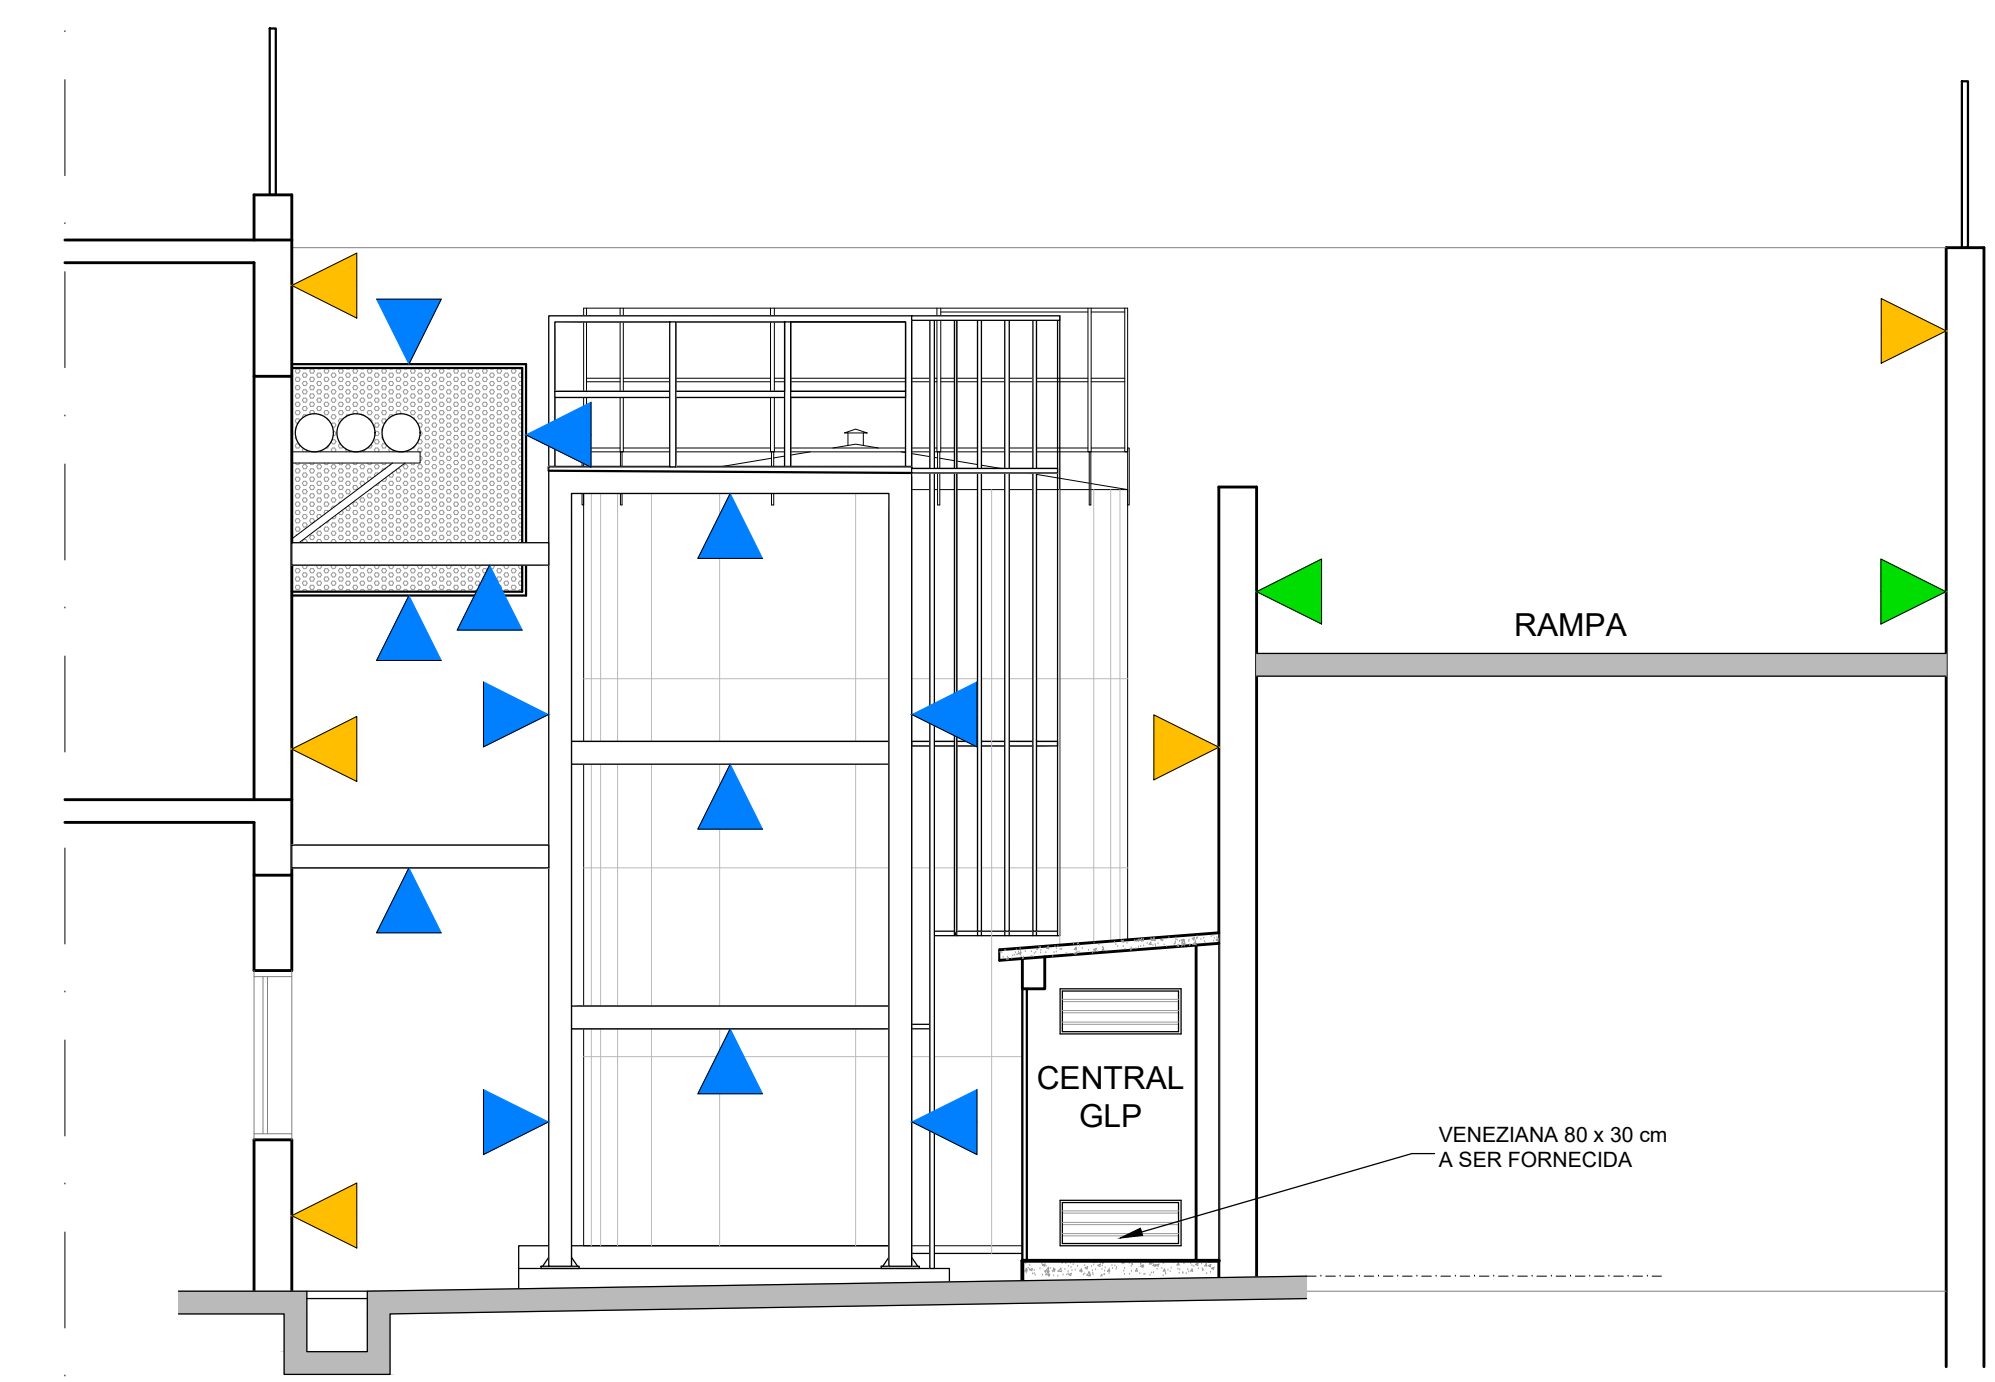 RAMPA
CENTRAL
GLP
VENEZIANA 80 x 30 cm
A SER FORNECIDA